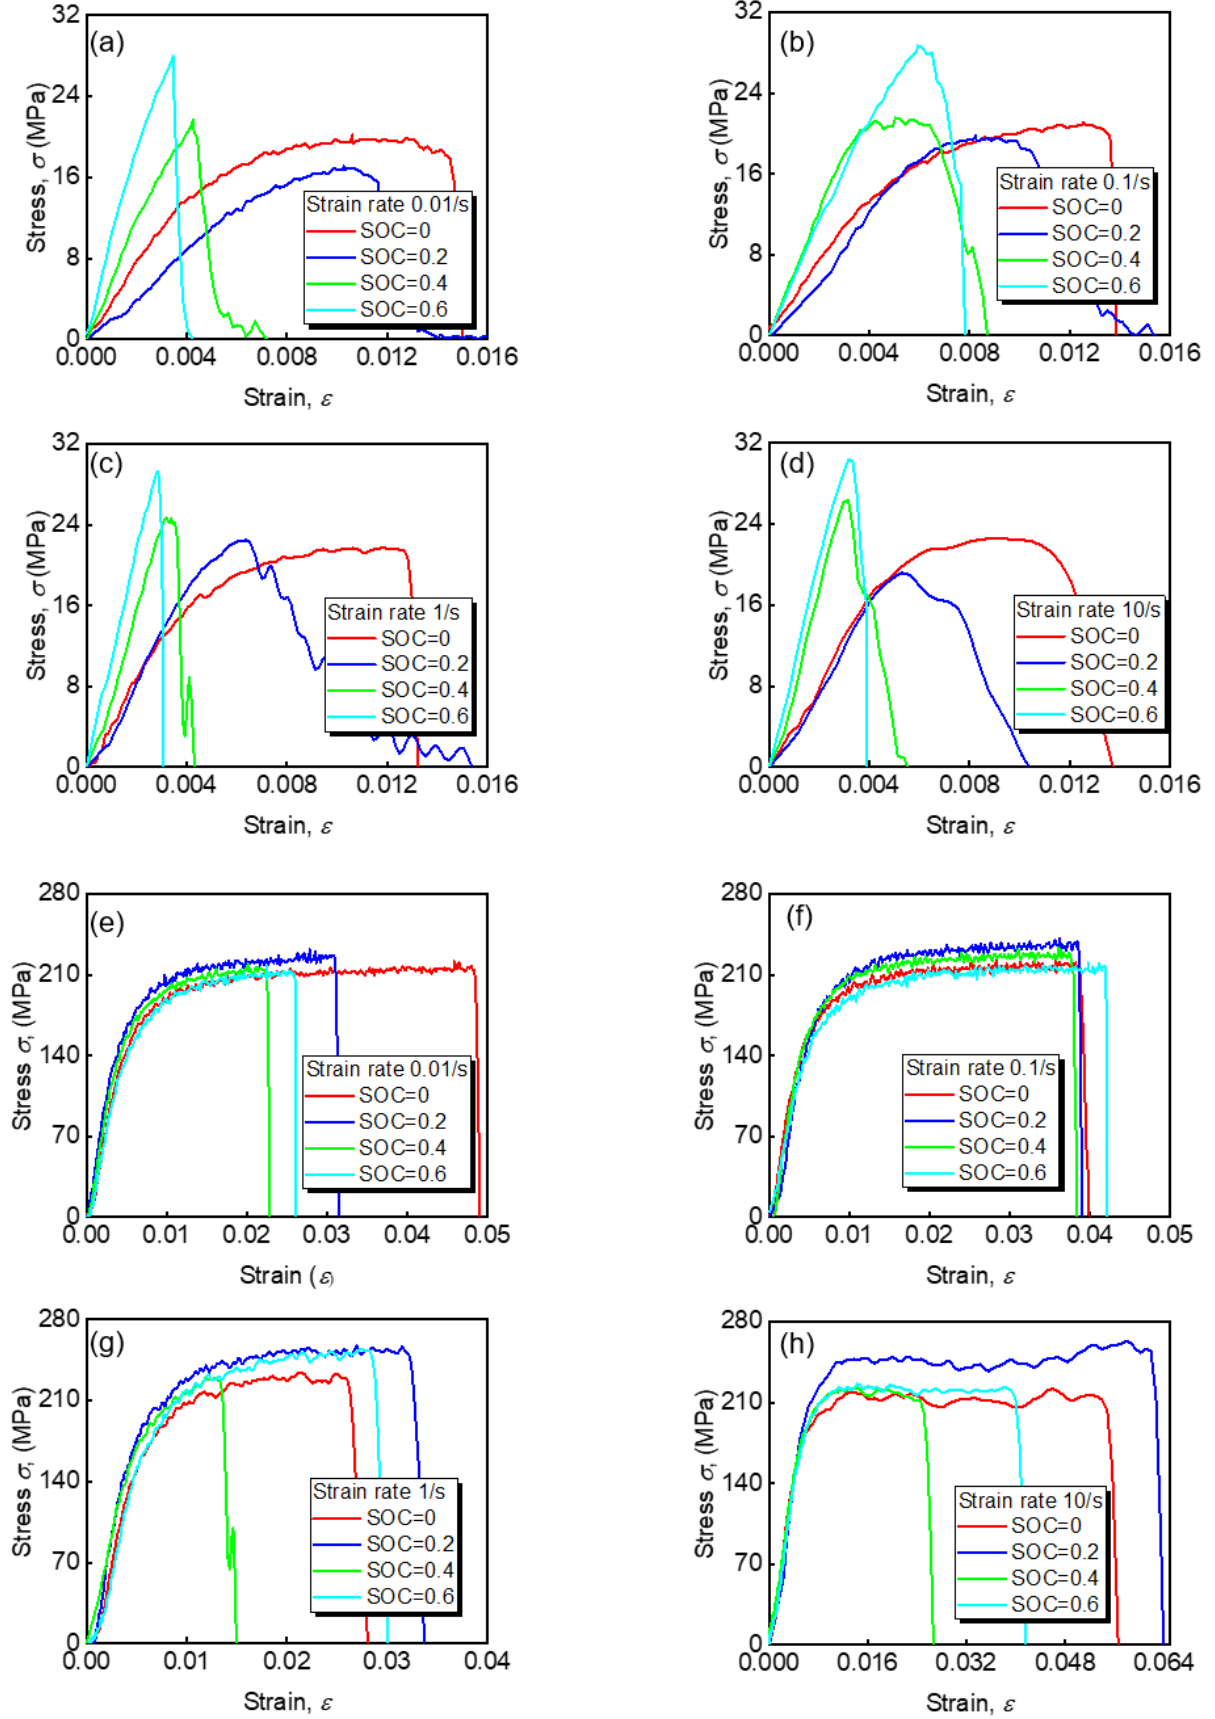 (a)
32
24
16
8
0
Stress, σ (MPa)
Strain rate 0.01/s
SOC=0
SOC=0.2
SOC=0.4
SOC=0.6
0.000 0.004 0.008 0.012 0.016
Strain, ε
(b)
32
24
16
8
0
Stress, σ (MPa)
Strain rate 0.1/s
SOC=0
SOC=0.2
SOC=0.4
SOC=0.6
0.000 0.004 0.008 0.012 0.016
Strain, ε
(c)
32
24
16
8
0
Stress, σ (MPa)
Strain rate 1/s
SOC=0
SOC=0.2
SOC=0.4
SOC=0.6
0.000 0.004 0.008 0.012 0.016
Strain, ε
(d)
32
24
16
8
0
Stress, σ (MPa)
Strain rate 10/s
SOC=0
SOC=0.2
SOC=0.4
SOC=0.6
0.000 0.004 0.008 0.012 0.016
Strain, ε
(e)
280
210
140
70
0
Stress σ, (MPa)
Strain rate 0.01/s
SOC=0
SOC=0.2
SOC=0.4
SOC=0.6
0.00 0.01 0.02 0.03 0.04 0.05
Strain (ε)
(f)
280
210
140
70
0
Stress σ, (MPa)
Strain rate 0.1/s
SOC=0
SOC=0.2
SOC=0.4
SOC=0.6
0.00 0.01 0.02 0.03 0.04 0.05
Strain, ε
(g)
280
210
140
70
0
Stress σ, (MPa)
Strain rate 1/s
SOC=0
SOC=0.2
SOC=0.4
SOC=0.6
0.00 0.01 0.02 0.03 0.04
Strain, ε
(h)
280
210
140
70
0
Stress σ, (MPa)
Strain rate 10/s
SOC=0
SOC=0.2
SOC=0.4
SOC=0.6
0.000 0.016 0.032 0.048 0.064
Strain, ε